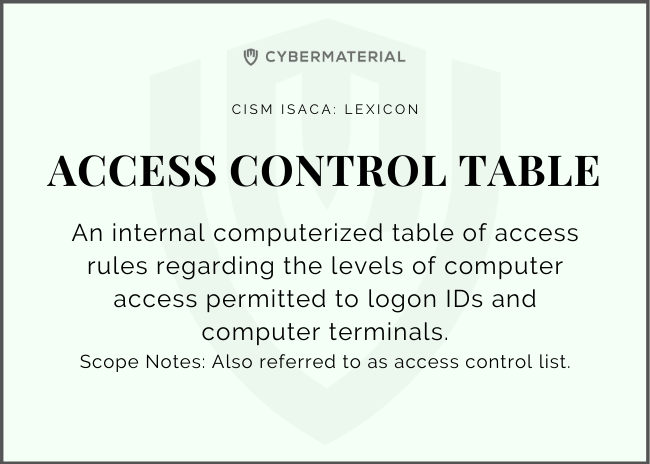 CYBERMATERIAL
CISM ISACA: LEXICON
ACCESS CONTROL TABLE
An internal computerized table of access
rules regarding the levels of computer
access permitted to logon IDs and
computer terminals.
Scope Notes: Also referred to as access control list.